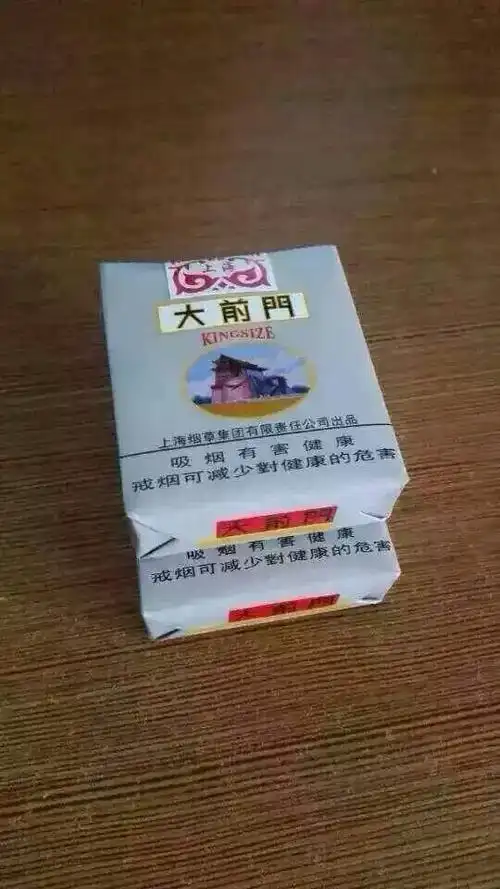 上海
大前門
KINGSIZE
上海烟草集团有限责任公司出品
吸烟有害健康
戒烟可减少對健康的危害
大前門
吸烟有害健康
戒烟可减少對健康的危害
大前門